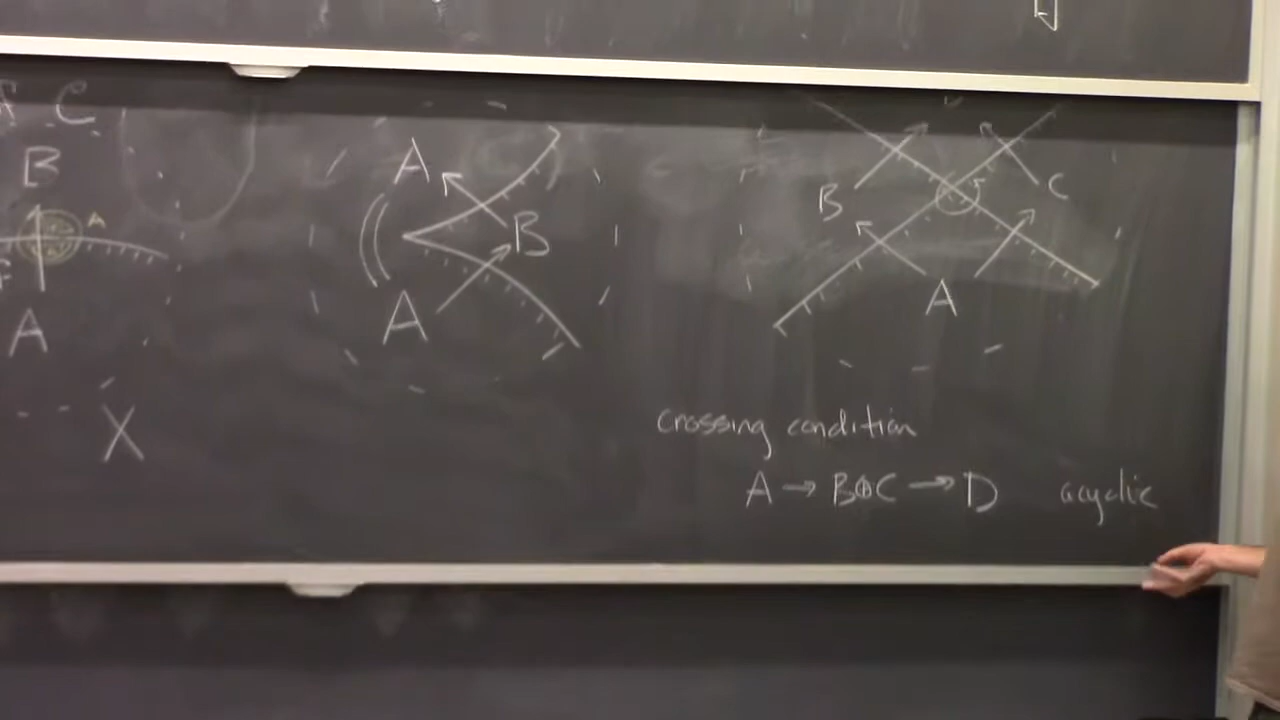 C
B
A
A
X
A
B
A
B
C
A
crossing condition
A → B⊕C → D acyclic